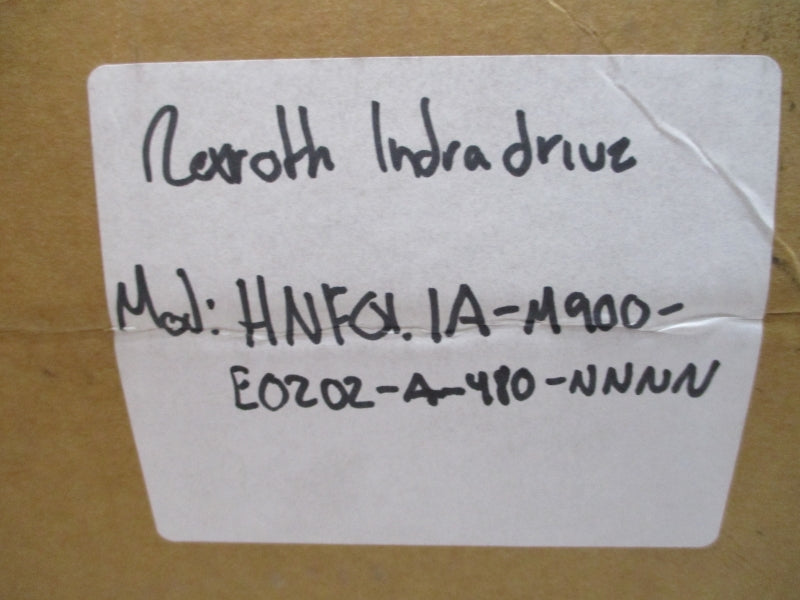 Rexroth Indradrive
Mod: HNF01.1A-M900-
E0202-A-480-NNNN